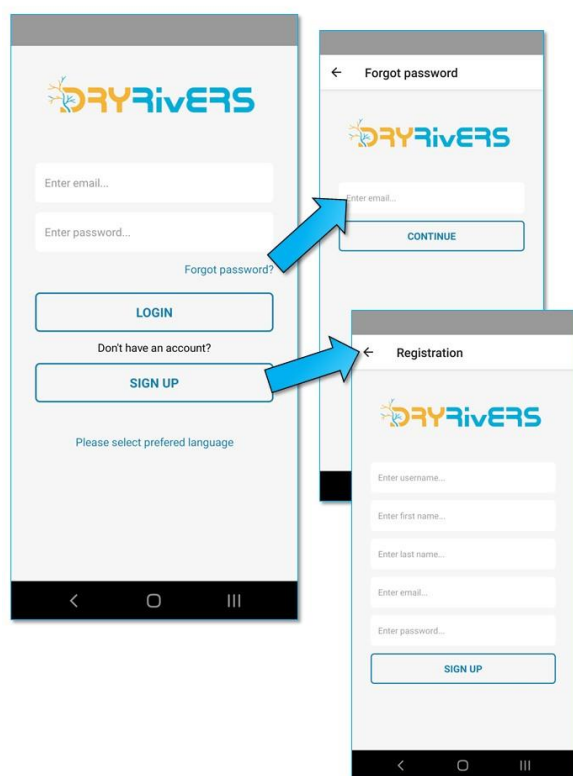 DRYRivERS
Enter email...
Enter password...
Forgot password?
LOGIN
Don't have an account?
SIGN UP
Please select prefered language
Forgot password
DRYRivERS
Enter email...
CONTINUE
Registration
DRYRivERS
Enter username...
Enter first name...
Enter last name...
Enter email...
Enter password...
SIGN UP